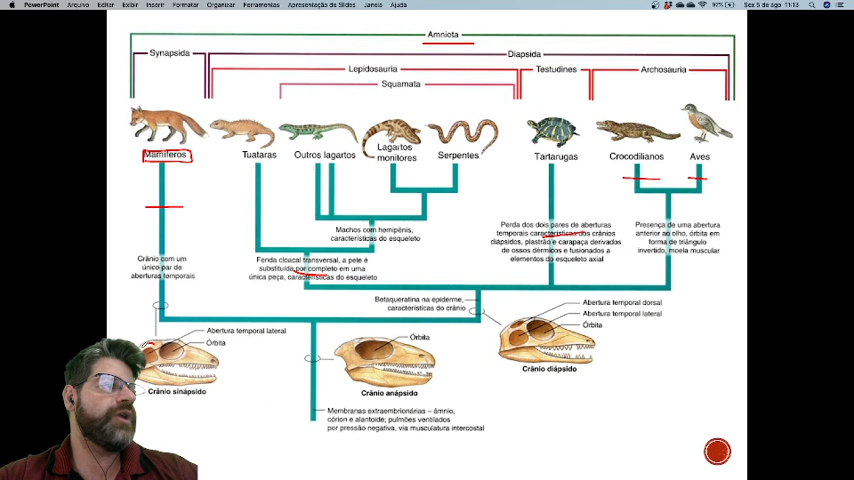 PowerPoint Arquivo Editar Exibir Inserir Formatar Organizar Ferramentas Apresentação de Slides Janela Ajuda
92% Sex 5 de ago 11:13
Amniota
Synapsida
Diapsida
Lepidosauria
Testudines
Archosauria
Squamata
Mamíferos
Tuataras
Outros lagartos
Lagartos
monitores
Serpentes
Tartarugas
Crocodilianos
Aves
Machos com hemipênis,
características do esqueleto
Perda dos dois pares de aberturas
temporais características dos crânios
diápsidos, plastrão e carapaça derivados
de ossos dérmicos e fusionados a
elementos do esqueleto axial
Presença de uma abertura
anterior ao olho, órbita em
forma de triângulo
invertido, moela muscular
Crânio com um
único par de
aberturas temporais
Fenda cloacal transversal, a pele é
substituída por completo em uma
única peça, características do esqueleto
Betaqueratina na epiderme,
características do crânio
Abertura temporal dorsal
Abertura temporal lateral
Órbita
Crânio diápsido
Abertura temporal lateral
Órbita
Crânio sinápsido
Órbita
Crânio anápsido
Membranas extraembrionárias – âmnio,
córion e alantoide; pulmões ventilados
por pressão negativa, via musculatura intercostal